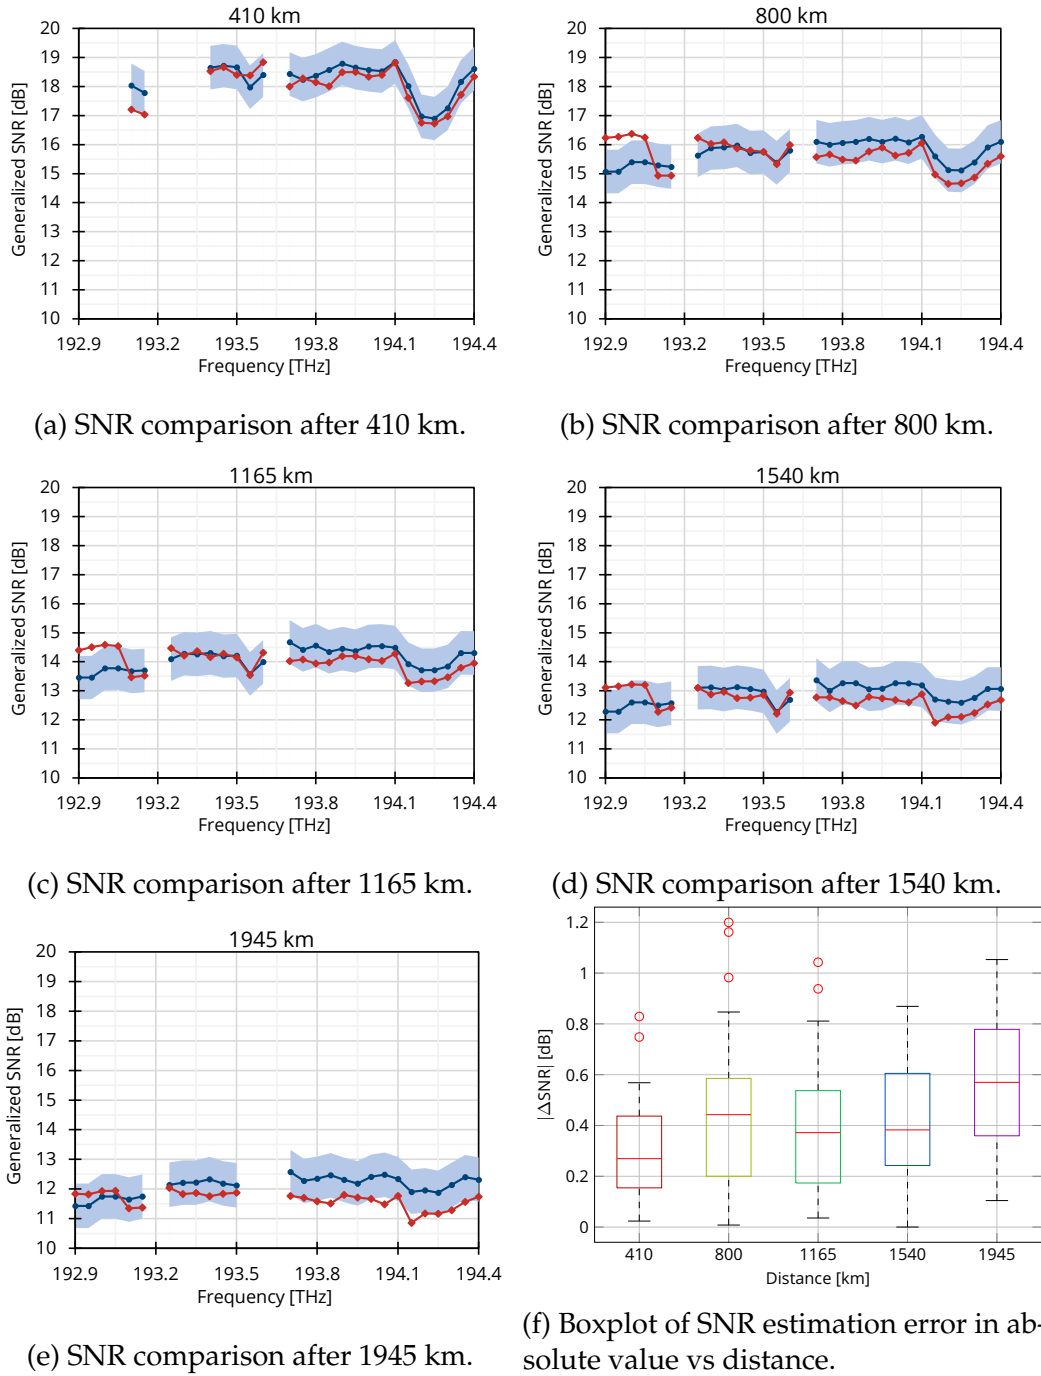 410 km
20
19
18
17
16
15
14
13
12
11
10
Generalized SNR [dB]
192.9 193.2 193.5 193.8 194.1 194.4
Frequency [THz]
(a) SNR comparison after 410 km.
800 km
20
19
18
17
16
15
14
13
12
11
10
Generalized SNR [dB]
192.9 193.2 193.5 193.8 194.1 194.4
Frequency [THz]
(b) SNR comparison after 800 km.
1165 km
20
19
18
17
16
15
14
13
12
11
10
Generalized SNR [dB]
192.9 193.2 193.5 193.8 194.1 194.4
Frequency [THz]
(c) SNR comparison after 1165 km.
1540 km
20
19
18
17
16
15
14
13
12
11
10
Generalized SNR [dB]
192.9 193.2 193.5 193.8 194.1 194.4
Frequency [THz]
(d) SNR comparison after 1540 km.
1945 km
20
19
18
17
16
15
14
13
12
11
10
Generalized SNR [dB]
192.9 193.2 193.5 193.8 194.1 194.4
Frequency [THz]
(e) SNR comparison after 1945 km.
1.2
1
0.8
0.6
0.4
0.2
0
|ΔSNR| [dB]
410 800 1165 1540 1945
Distance [km]
(f) Boxplot of SNR estimation error in ab-
solute value vs distance.